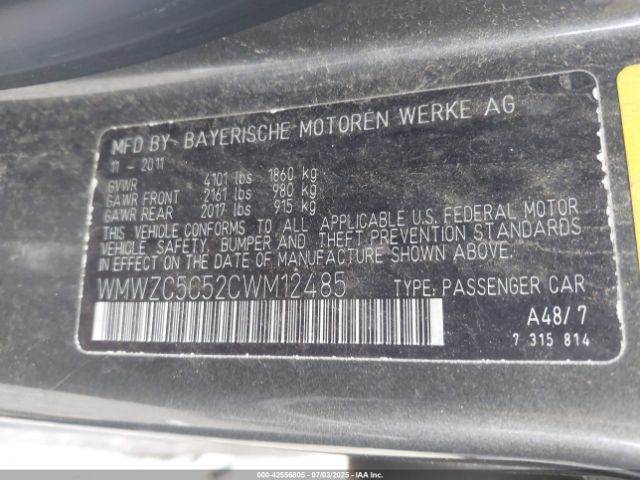 MFD BY- BAYERISCHE MOTOREN WERKE AG
11 - 2011
GVWR 4101 lbs 1860 kg
GAWR FRONT 2161 lbs 980 kg
GAWR REAR 2017 lbs 915 kg
THIS VEHICLE CONFORMS TO ALL APPLICABLE U.S. FEDERAL MOTOR
VEHICLE SAFETY, BUMPER AND THEFT PREVENTION STANDARDS
IN EFFECT ON THE DATE OF MANUFACTURE SHOWN ABOVE.
WMWZC5C52CWM12485 TYPE: PASSENGER CAR
A48/7
7 315 814
000-42556805 - 07/03/2025 - IAAI.com